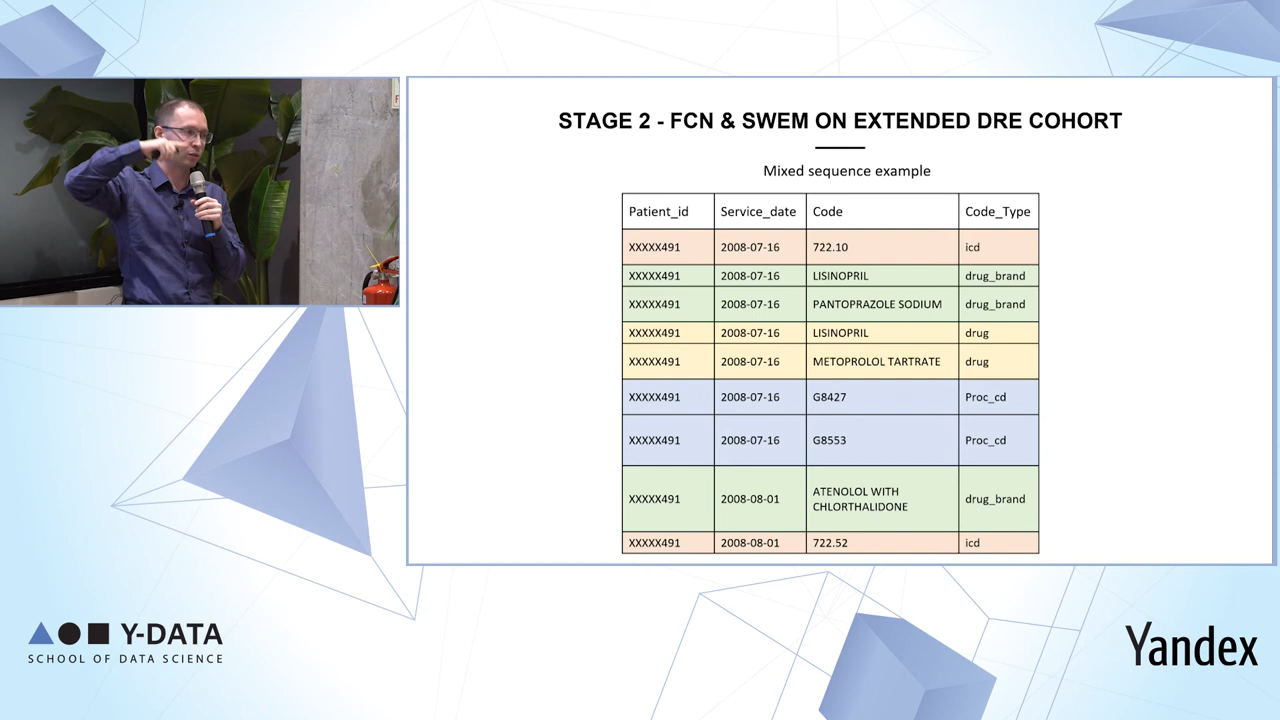 STAGE 2 - FCN & SWEM ON EXTENDED DRE COHORT
Mixed sequence example
Patient_id Service_date Code Code_Type
XXXXX491 2008-07-16 722.10 icd
XXXXX491 2008-07-16 LISINOPRIL drug_brand
XXXXX491 2008-07-16 PANTOPRAZOLE SODIUM drug_brand
XXXXX491 2008-07-16 LISINOPRIL drug
XXXXX491 2008-07-16 METOPROLOL TARTRATE drug
XXXXX491 2008-07-16 G8427 Proc_cd
XXXXX491 2008-07-16 G8553 Proc_cd
XXXXX491 2008-08-01 ATENOLOL WITH
CHLORTHALIDONE drug_brand
XXXXX491 2008-08-01 722.52 icd
Y-DATA
SCHOOL OF DATA SCIENCE
Yandex